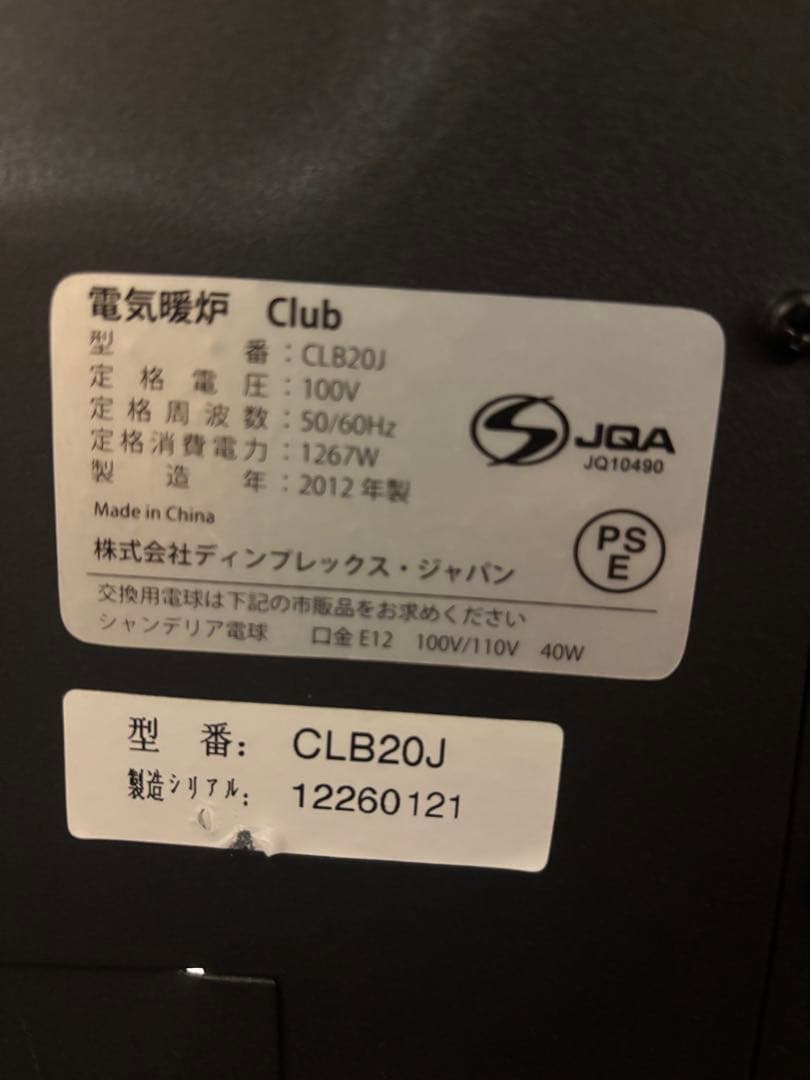 電気暖炉 Club
型番：CLB20J
定格電圧：100V
定格周波数：50/60Hz
定格消費電力：1267W
製造年：2012年製
Made in China
株式会社ディンプレックス・ジャパン
JQA
JQ10490
PS
E
交換用電球は下記の市販品をお求めください
シャンデリア電球 口金E12 100V/110V 40W
型番: CLB20J
製造シリアル: 12260121